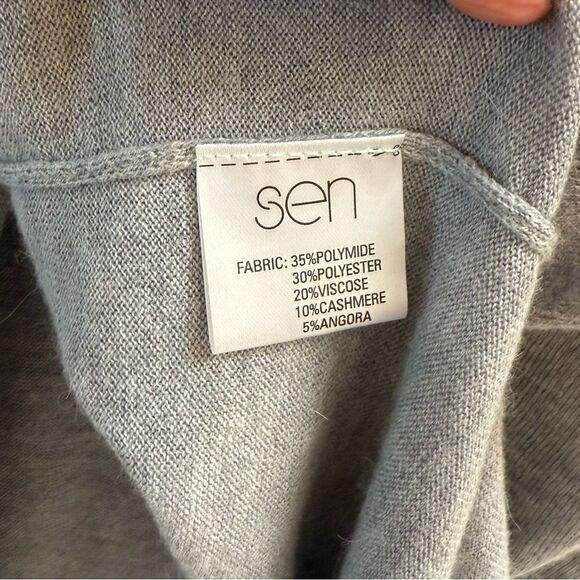 sen
FABRIC: 35%POLYMIDE
30%POLYESTER
20%VISCOSE
10%CASHMERE
5%ANGORA